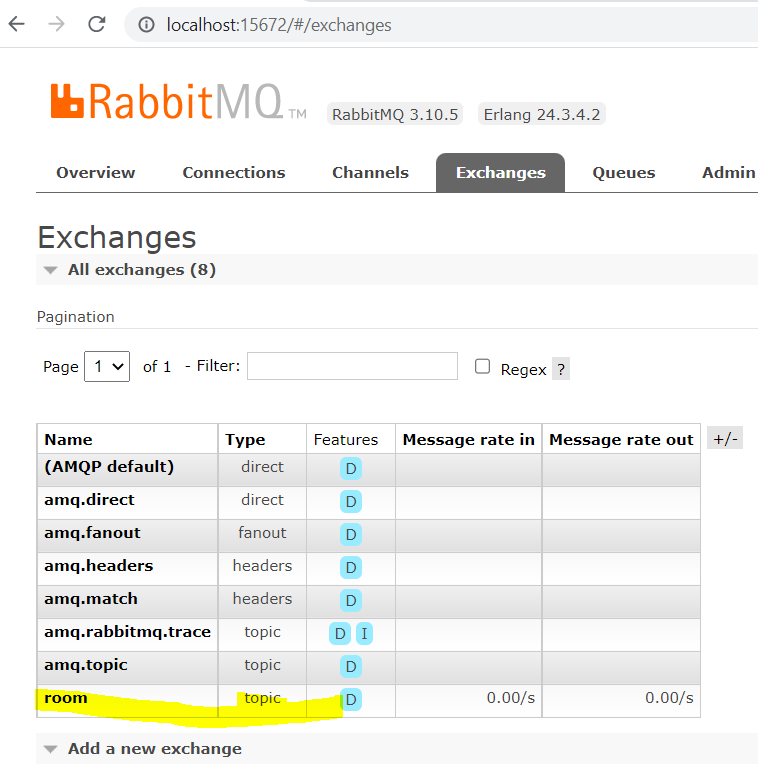 localhost:15672/#/exchanges
RabbitMQ TM RabbitMQ 3.10.5 Erlang 24.3.4.2
Overview Connections Channels Exchanges Queues Admin
Exchanges
All exchanges (8)
Pagination
Page 1 of 1 - Filter: Regex ?
Name Type Features Message rate in Message rate out +/-
(AMQP default) direct D
amq.direct direct D
amq.fanout fanout D
amq.headers headers D
amq.match headers D
amq.rabbitmq.trace topic D I
amq.topic topic D
room topic D 0.00/s 0.00/s
Add a new exchange